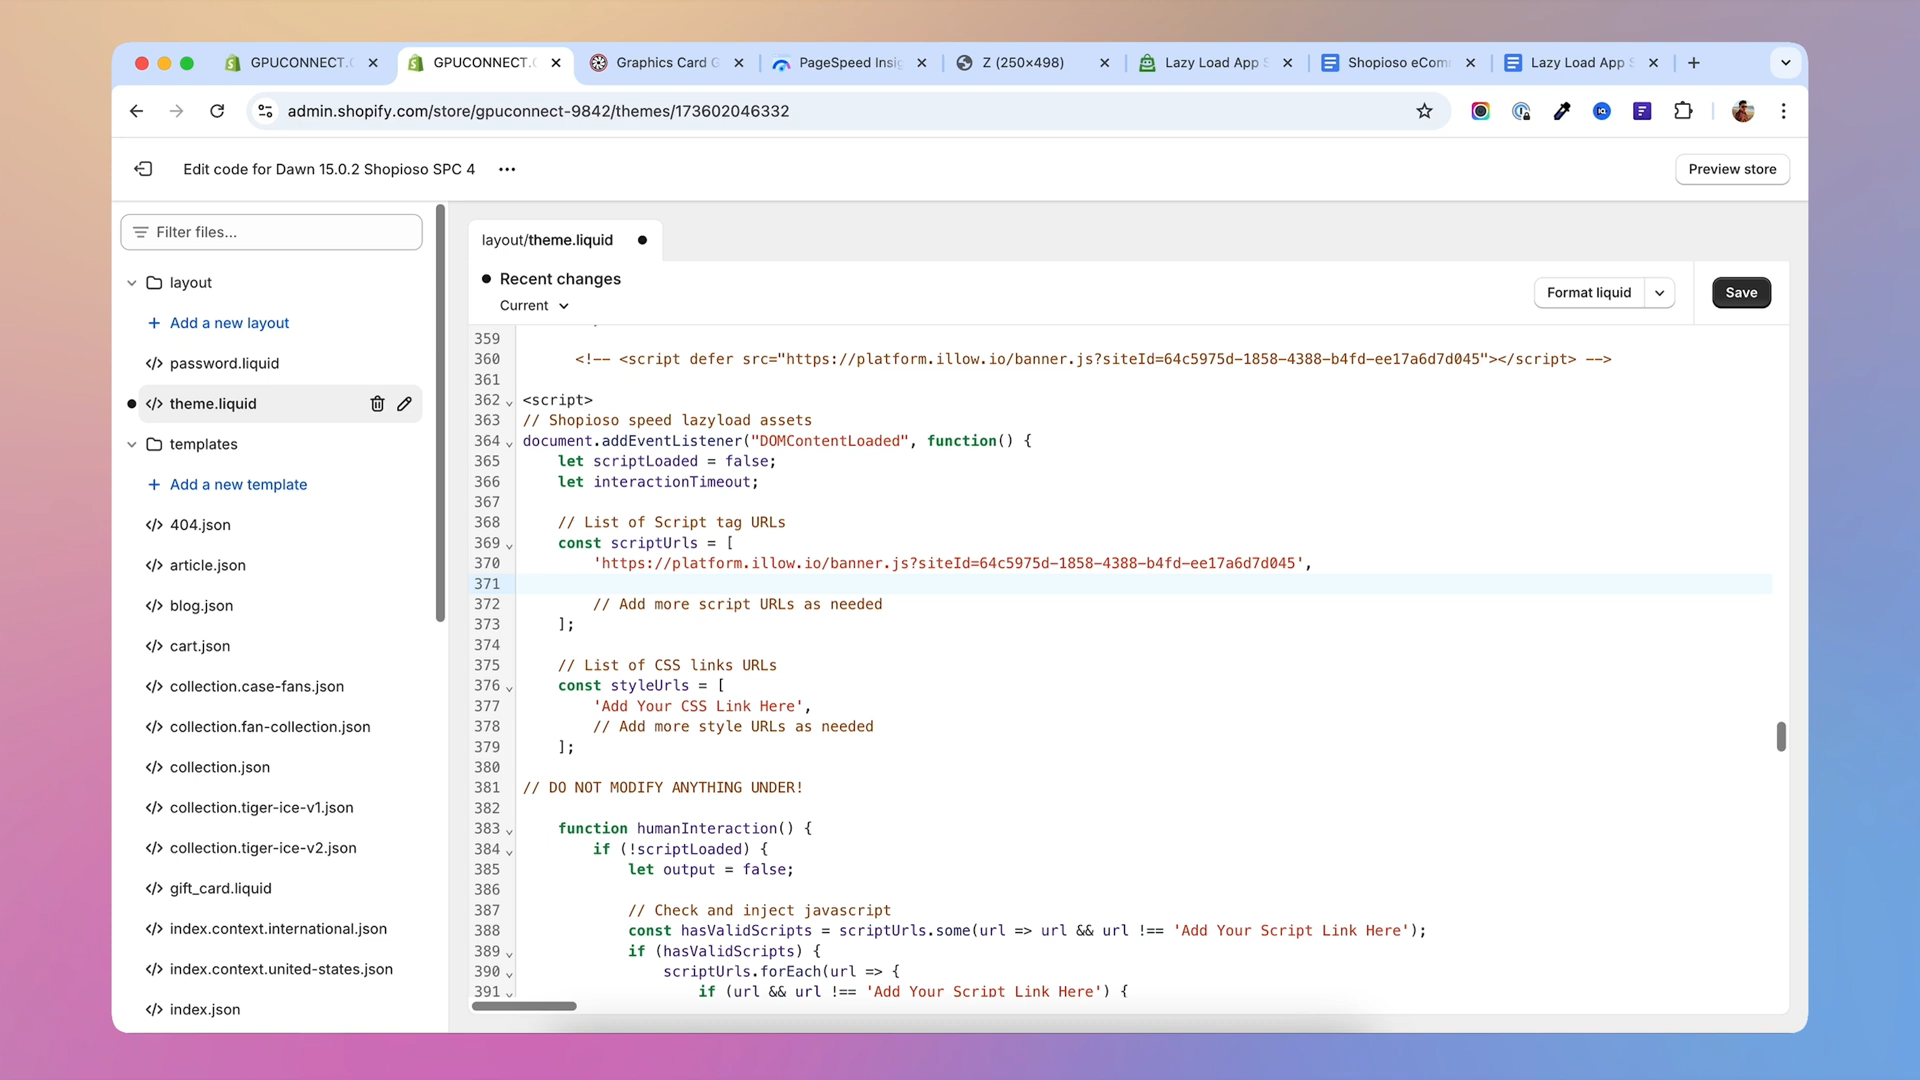 GPUCONNECT.
GPUCONNECT.
Graphics Card
PageSpeed Insig
Z (250×498)
Lazy Load App
Shopioso eCom
Lazy Load App
admin.shopify.com/store/gpuconnect-9842/themes/173602046332
Edit code for Dawn 15.0.2 Shopioso SPC 4
Preview store
Filter files...
layout
Add a new layout
password.liquid
theme.liquid
templates
Add a new template
404.json
article.json
blog.json
cart.json
collection.case-fans.json
collection.fan-collection.json
collection.json
collection.tiger-ice-v1.json
collection.tiger-ice-v2.json
gift_card.liquid
index.context.international.json
index.context.united-states.json
index.json
layout/theme.liquid
Recent changes
Current
Format liquid
Save
359
360 <!-- <script defer src="https://platform.illow.io/banner.js?siteId=64c5975d-1858-4388-b4fd-ee17a6d7d045"></script> -->
361
362 <script>
363 // Shopioso speed lazyload assets
364 document.addEventListener("DOMContentLoaded", function() {
365 let scriptLoaded = false;
366 let interactionTimeout;
367
368 // List of Script tag URLs
369 const scriptUrls = [
370 'https://platform.illow.io/banner.js?siteId=64c5975d-1858-4388-b4fd-ee17a6d7d045',
371
372 // Add more script URLs as needed
373 ];
374
375 // List of CSS links URLs
376 const styleUrls = [
377 'Add Your CSS Link Here',
378 // Add more style URLs as needed
379 ];
380
381 // DO NOT MODIFY ANYTHING UNDER!
382
383 function humanInteraction() {
384 if (!scriptLoaded) {
385 let output = false;
386
387 // Check and inject javascript
388 const hasValidScripts = scriptUrls.some(url => url && url !== 'Add Your Script Link Here');
389 if (hasValidScripts) {
390 scriptUrls.forEach(url => {
391 if (url && url !== 'Add Your Script Link Here') {